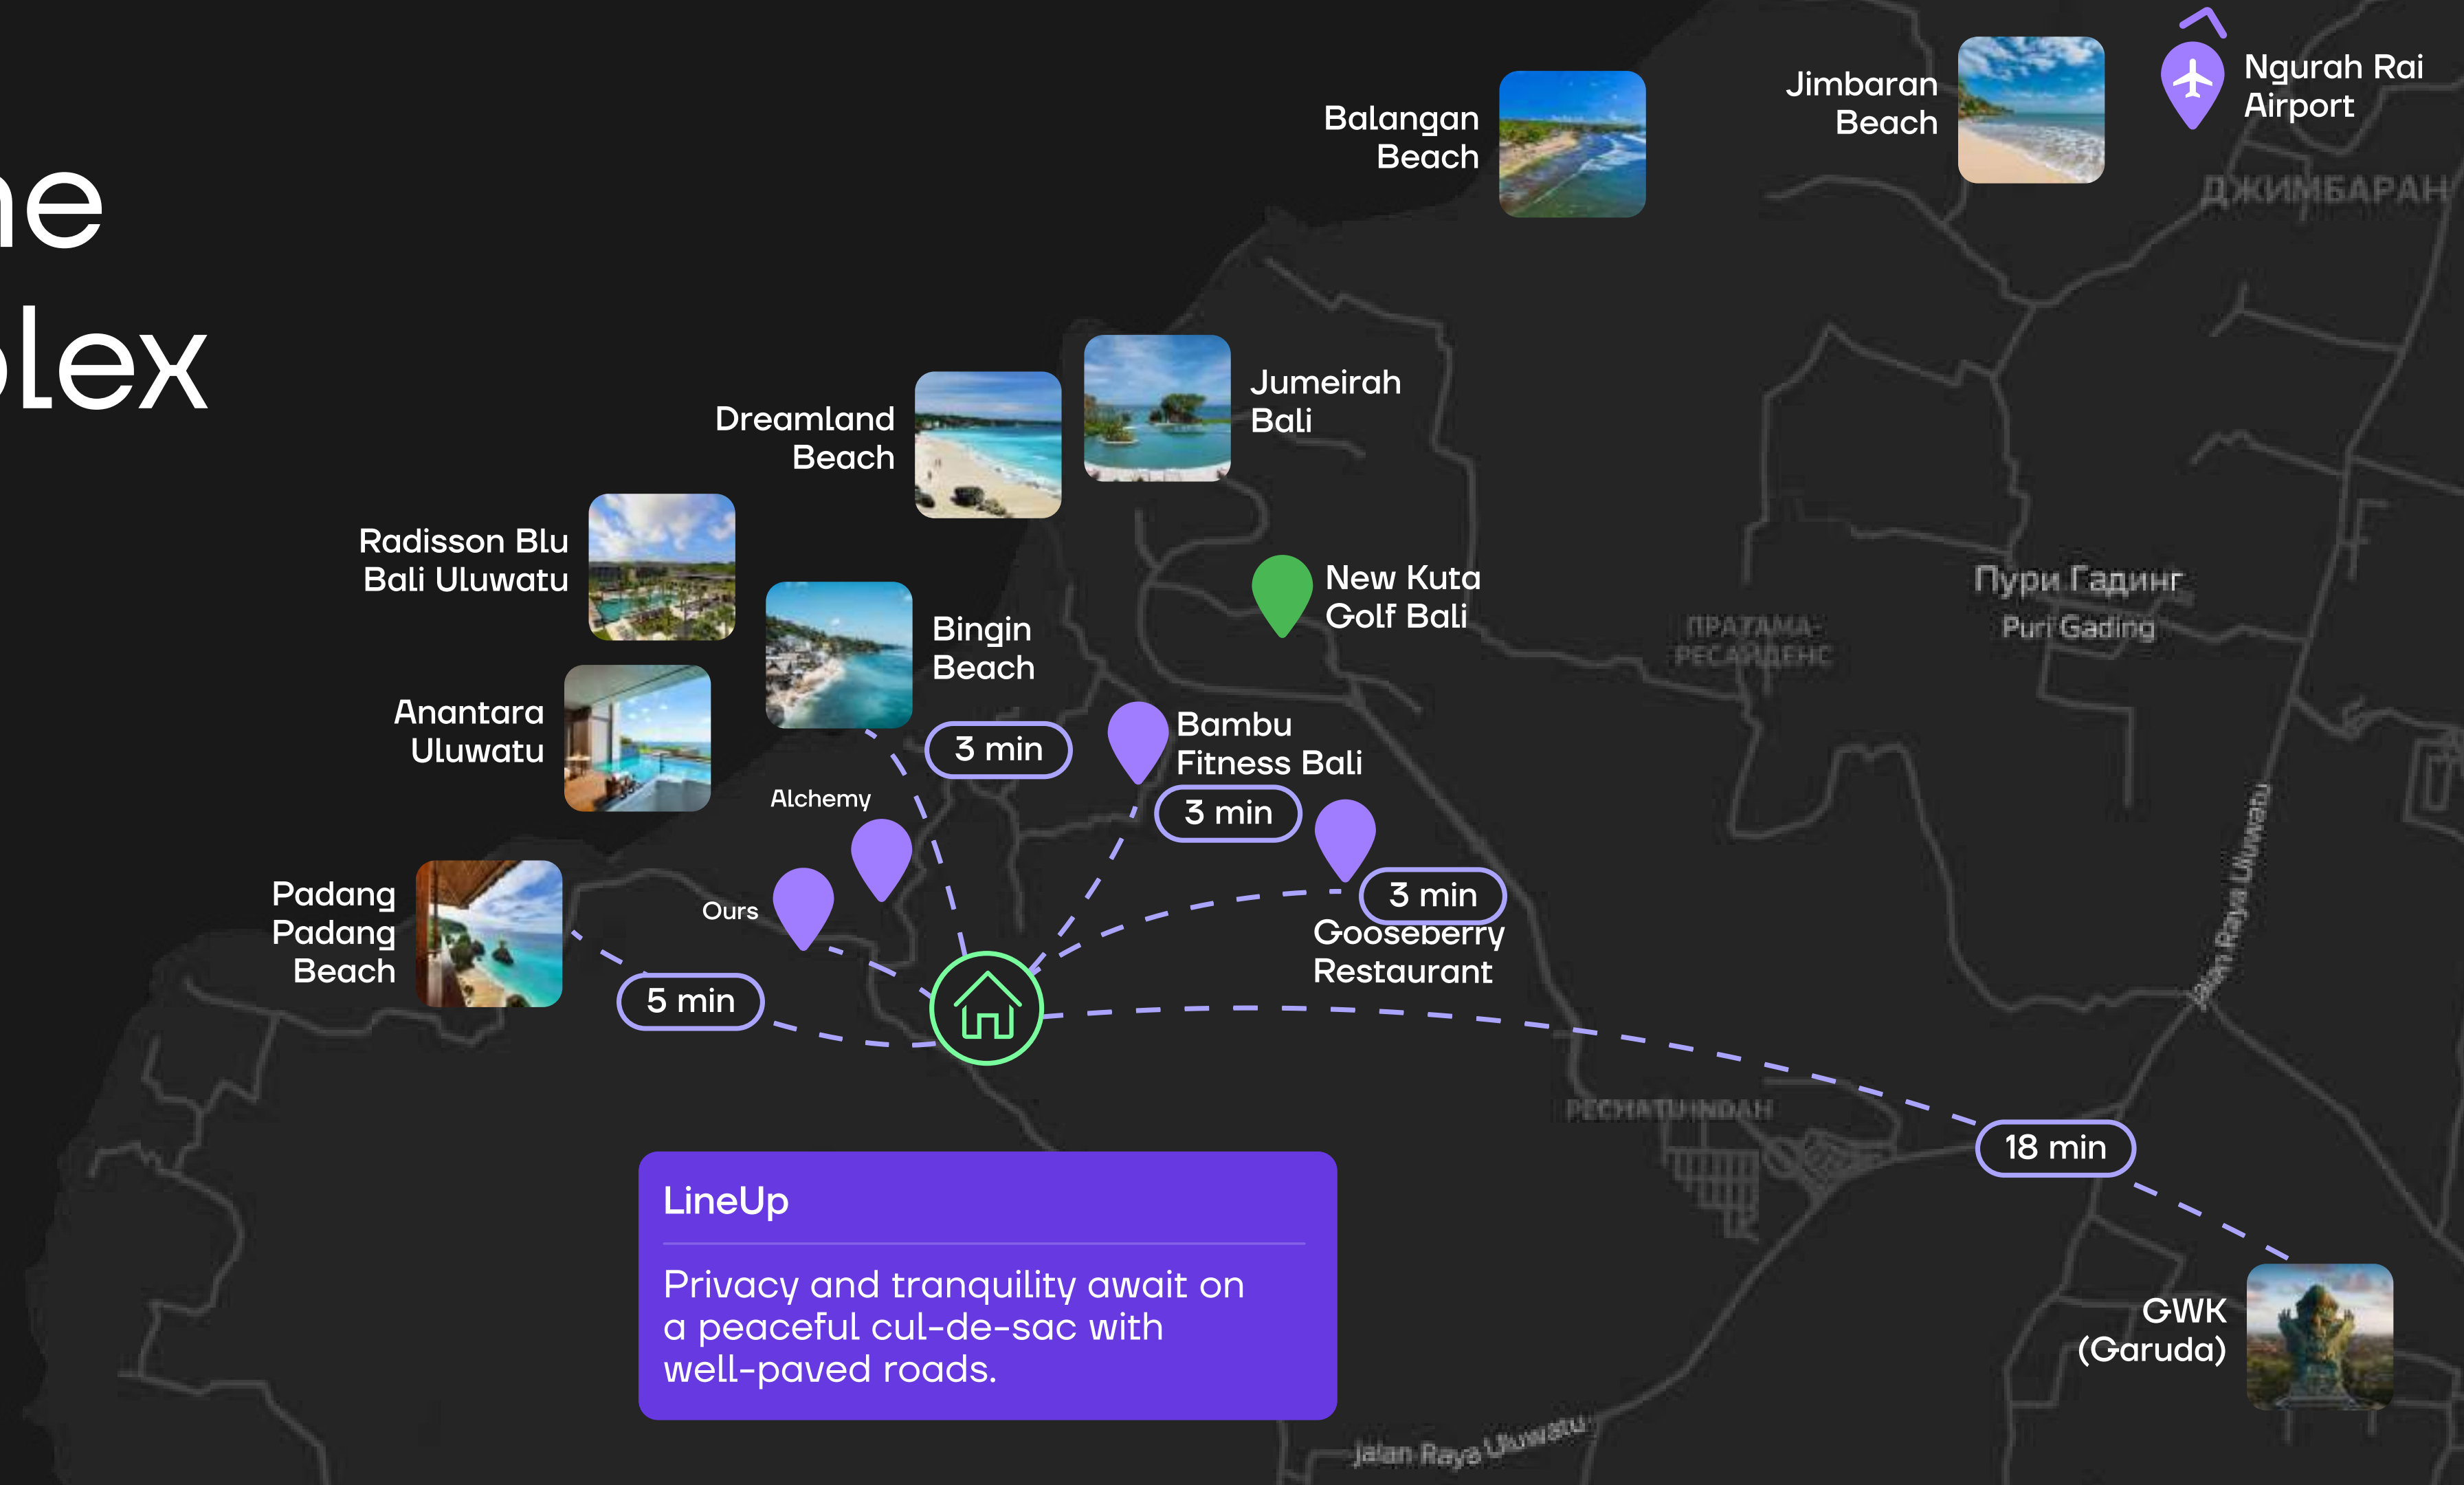 ne
plex
Balangan
Beach
Jimbaran
Beach
Ngurah Rai
Airport
ДЖИМБАРАН
Dreamland
Beach
Jumeirah
Bali
Radisson Blu
Bali Uluwatu
New Kuta
Golf Bali
Пури Гадинг
Puri Gading
ПРАТАМА-
РЕСАЙДЕНС
Bingin
Beach
Anantara
Uluwatu
3 min
Bambu
Fitness Bali
3 min
Alchemy
Padang
Padang
Beach
Ours
3 min
Gooseberry
Restaurant
5 min
Jalan Raya Uluwatu
18 min
LineUp
Privacy and tranquility await on
a peaceful cul-de-sac with
well-paved roads.
GWK
(Garuda)
Jalan Raya Uluwatu